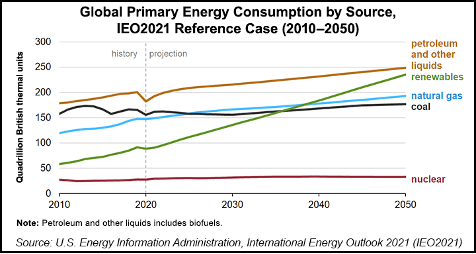 Global Primary Energy Consumption by Source,
IEO2021 Reference Case (2010–2050)
Quadrillion British thermal units
300
250
200
150
100
50
0
history
projection
petroleum
and other
liquids
renewables
natural gas
coal
nuclear
2010
2020
2030
2040
2050
Note: Petroleum and other liquids includes biofuels.
Source: U.S. Energy Information Administration, International Energy Outlook 2021 (IEO2021)